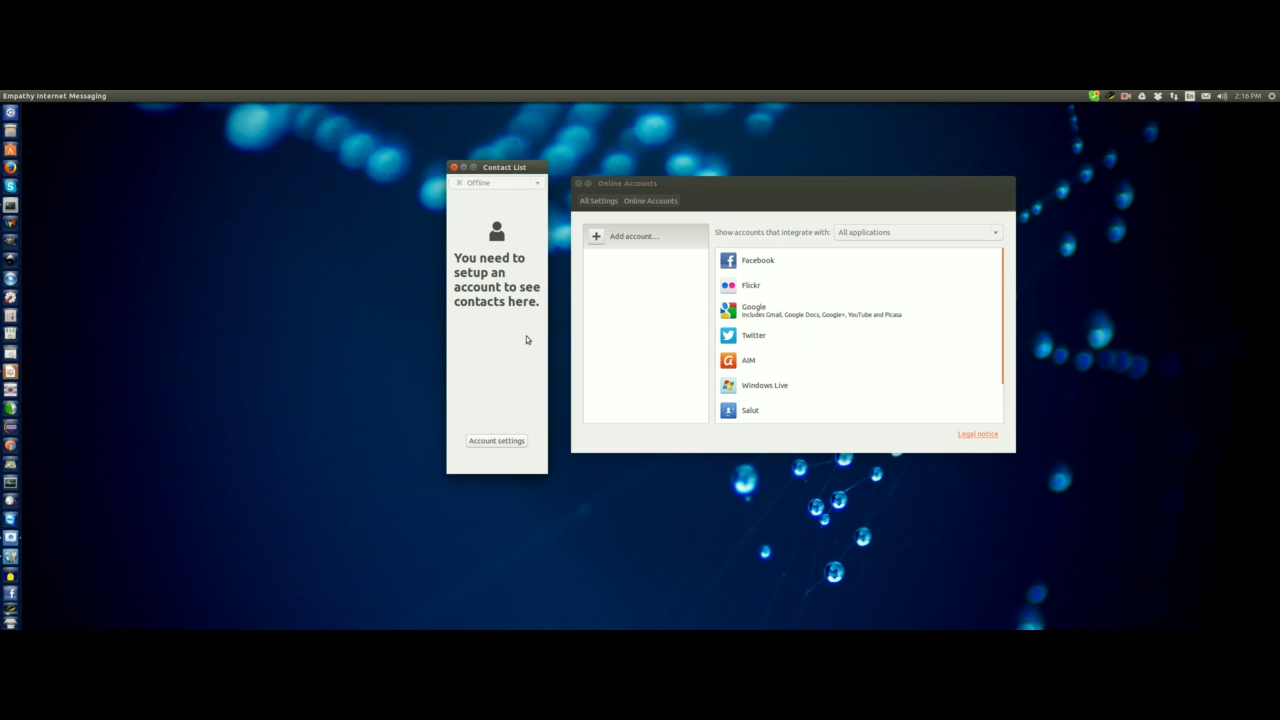 Empathy Internet Messaging
En
2:16 PM
Contact List
Offline
You need to
setup an
account to see
contacts here.
Account settings
Online Accounts
All Settings Online Accounts
Add account...
Show accounts that integrate with: All applications
Facebook
Flickr
Google
Includes Gmail, Google Docs, Google+, YouTube and Picasa
Twitter
AIM
Windows Live
Salut
Legal notice